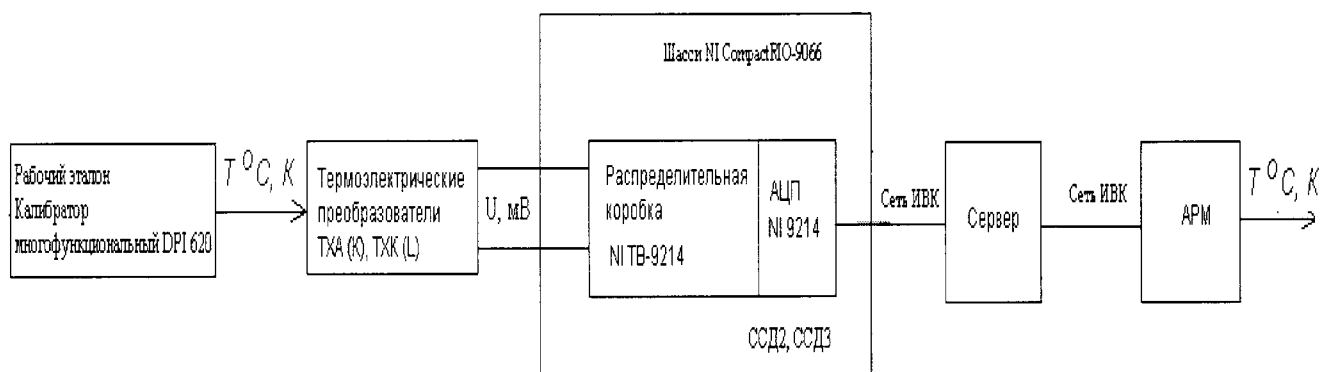 Шасси NI CompactRIO-9066
Рабочий эталон
Калибратор
многофункциональный DPI 620
T °C, K
Термоэлектрические
преобразователи
ТХА (K), ТХК (L)
U, мВ
Распределительная
коробка
NI TB-9214
АЦП
NI 9214
Сеть ИВК
Сервер
Сеть ИВК
АРМ
T °C, K
ССД2, ССД3